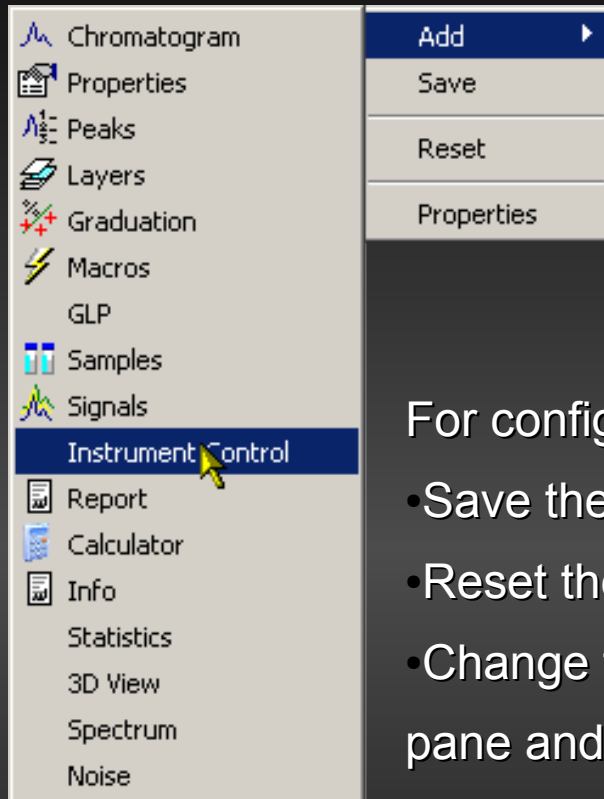 Chromatogram
Properties
Peaks
Layers
Graduation
Macros
GLP
Samples
Signals
Instrument Control
Report
Calculator
Info
Statistics
3D View
Spectrum
Noise
Add
Save
Reset
Properties
For config
•Save the
•Reset the
•Change
pane and